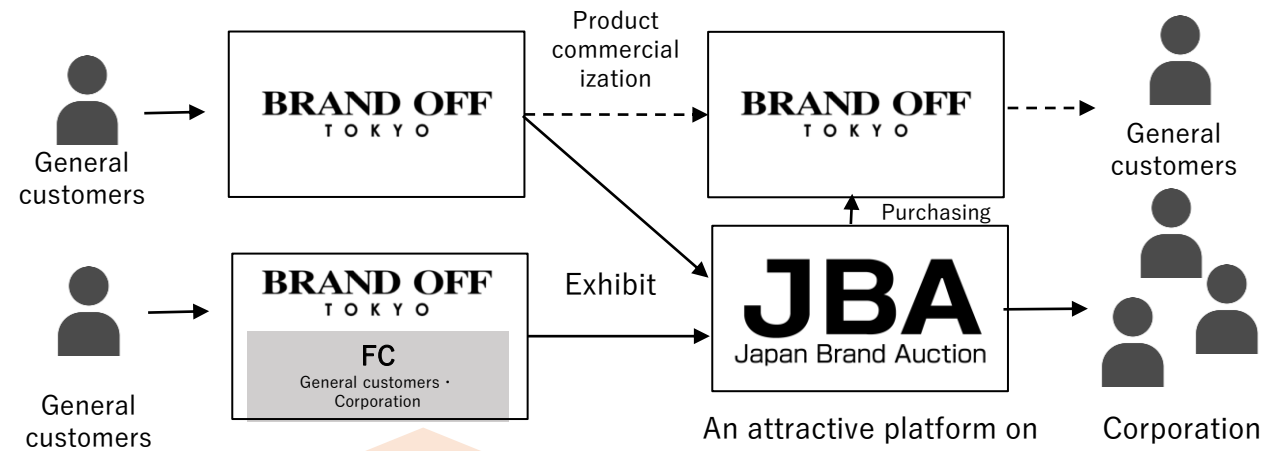 Product
commercial
ization
BRAND OFF
TOKYO
BRAND OFF
TOKYO
General
customers
General
customers
Purchasing
BRAND OFF
TOKYO
FC
General customers・
Corporation
Exhibit
JBA
Japan Brand Auction
General
customers
An attractive platform on
Corporation